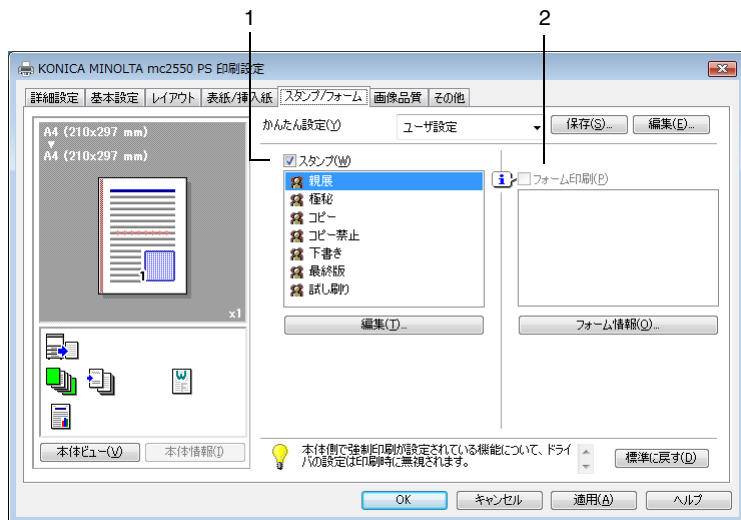 1 2
KONICA MINOLTA mc2550 PS 印刷設定
詳細設定 基本設定 レイアウト 表紙/挿入紙 スタンプ/フォーム 画像品質 その他
A4 (210x297 mm)
A4 (210x297 mm)
1
x1
本体ビュー(V) 本体情報(I)
かんたん設定(Y) ユーザ設定 保存(S)... 編集(E)...
スタンプ(W)
親展
極秘
コピー
コピー禁止
下書き
最終版
試し刷り
編集(T)...
フォーム印刷(P)
フォーム情報(O)...
本体側で強制印刷が設定されている機能について、ドライ
バの設定は印刷時に無視されます。
標準に戻す(D)
OK キャンセル 適用(A) ヘルプ